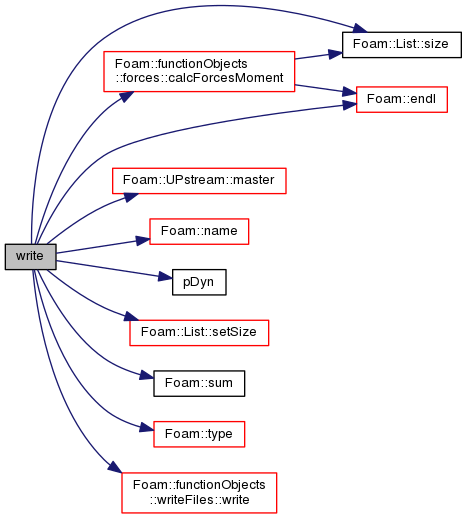 write
Foam::List::size
Foam::functionObjects
::forces::calcForcesMoment
Foam::endl
Foam::UPstream::master
Foam::name
pDyn
Foam::List::setSize
Foam::sum
Foam::type
Foam::functionObjects
::writeFiles::write